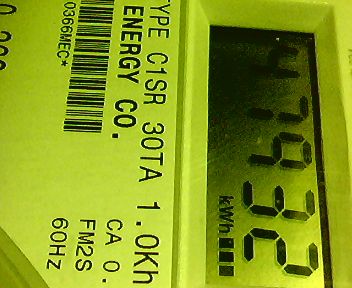 47932
kWh
TYPE C1SR 30TA 1.0Kh
ENERGY CO. CA 0.
FM2S
0366MEC* 60HZ